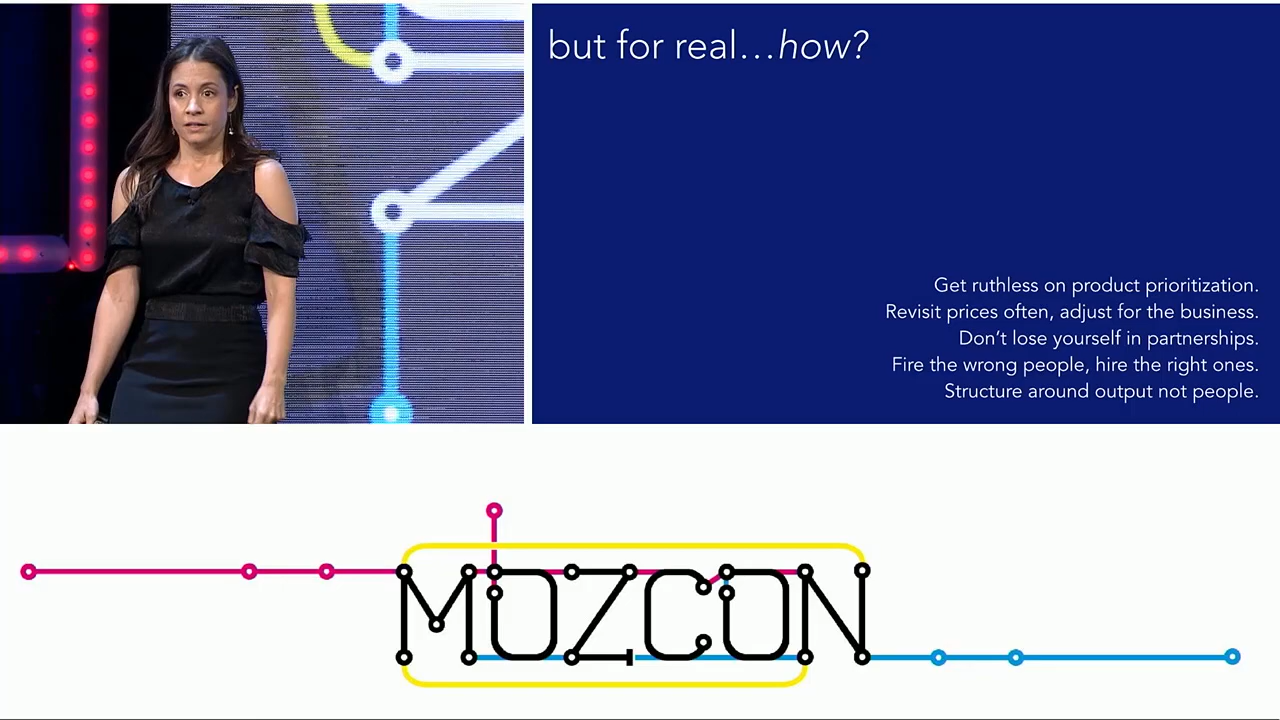 but for real...how?
Get ruthless on product prioritization.
Revisit prices often, adjust for the business.
Don't lose yourself in partnerships.
Fire the wrong people, hire the right ones.
Structure around output not people.
MOZCON